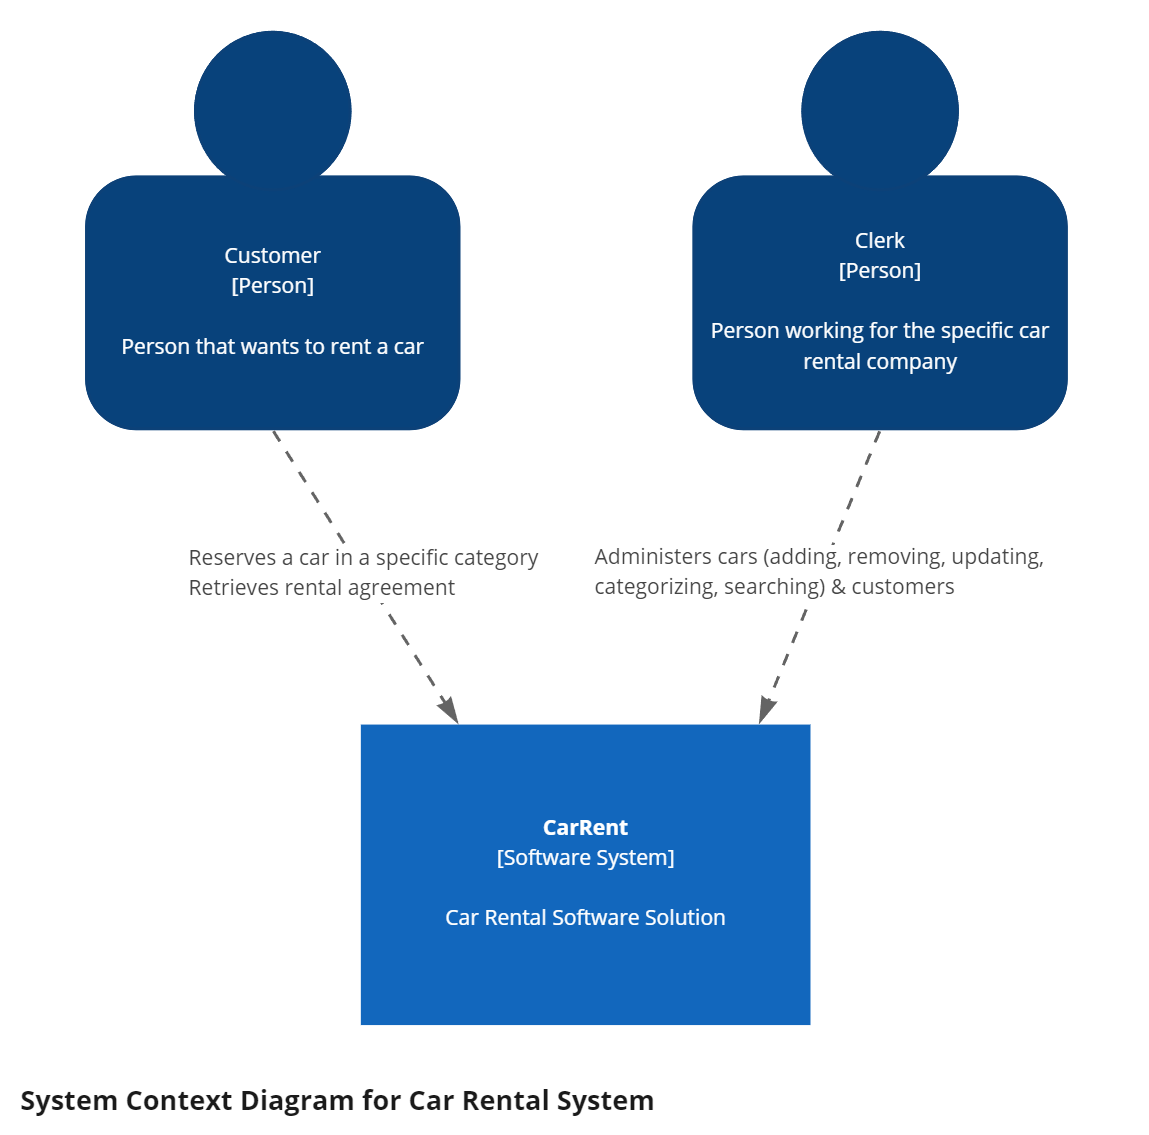 Customer
[Person]
Person that wants to rent a car
Clerk
[Person]
Person working for the specific car
rental company
Reserves a car in a specific category
Retrieves rental agreement
Administers cars (adding, removing, updating,
categorizing, searching) & customers
CarRent
[Software System]
Car Rental Software Solution
System Context Diagram for Car Rental System